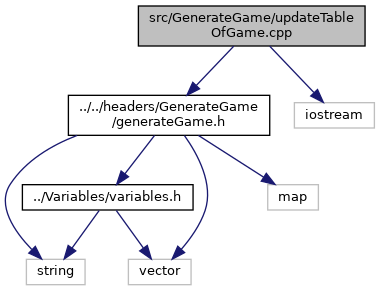 src/GenerateGame/updateTable
OfGame.cpp
../../headers/GenerateGame
/generateGame.h
iostream
../Variables/variables.h
map
string
vector